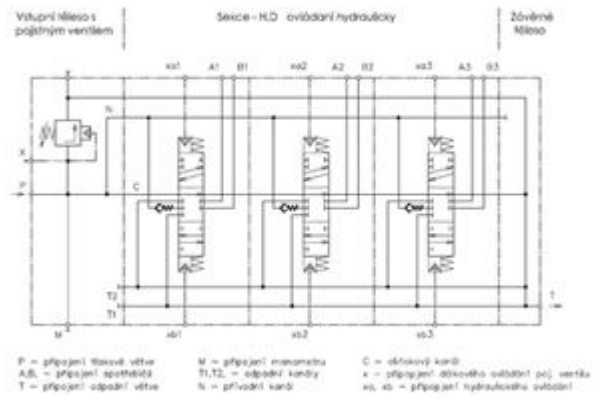 Vstupní těleso s
pojistným ventilem
Sekce - H,D ovládání hydraulicky
Závěrné
těleso
xa1 A1 B1 xa2 A2 B2 xa3 A3 B3
N
X
P
C
T2
T1
T
M
xb1 xb2 xb3
P - připojení tlakové větve
A,B, - připojení spotřebičů
T - připojení odpadní větve
M - připojení manometru
T1,T2, - odpadní kanály
N - přívodní kanál
C - obtokový kanál
x - připojení dálkového ovládání poj. ventilu
xa, xb - připojení hydraulického ovládání